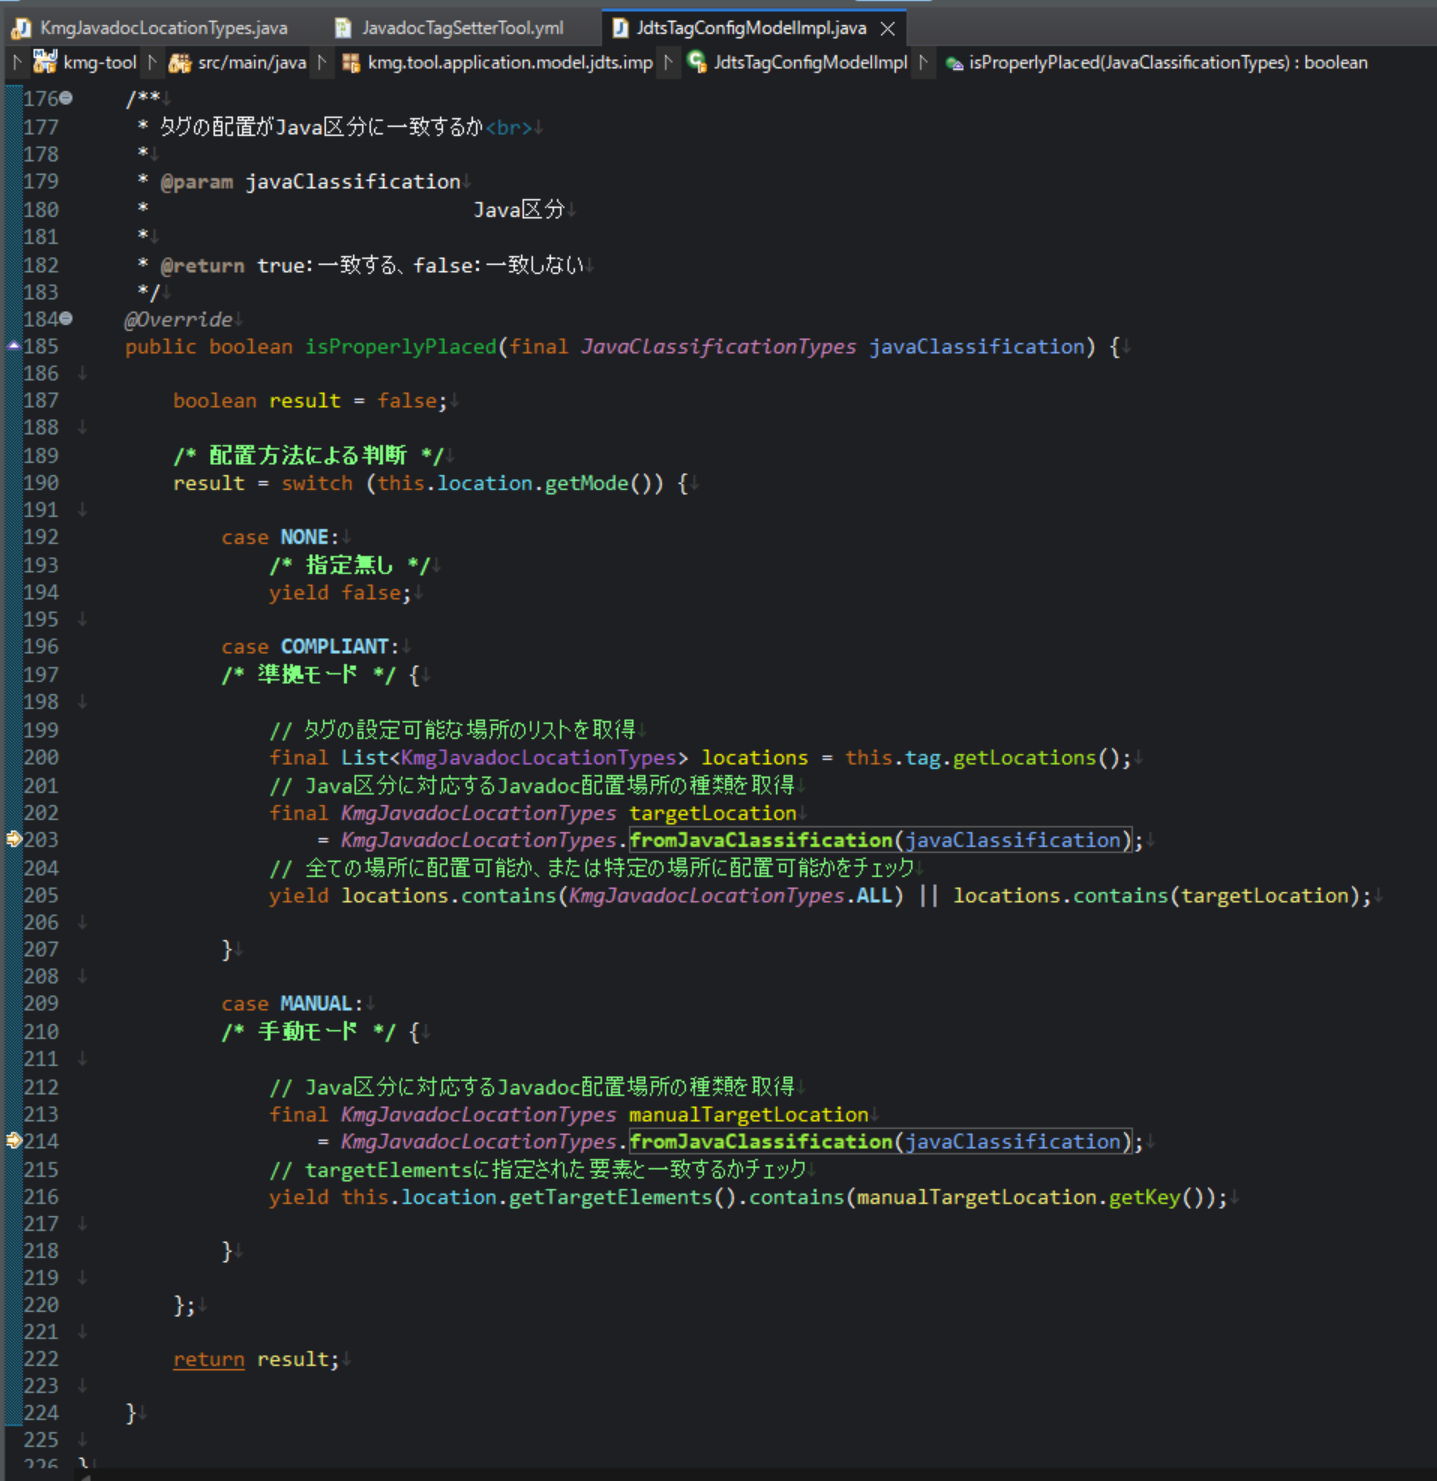 KmgJavadocLocationTypes.java JavadocTagSetterTool.yml JdtsTagConfigModelImpl.java
kmg-tool src/main/java kmg.tool.application.model.jdts.imp JdtsTagConfigModelImpl isProperlyPlaced(JavaClassificationTypes) : boolean
176 /**↓
177 * タグの配置がJava区分に一致するか<br>↓
178 *↓
179 * @param javaClassification↓
180 * Java区分↓
181 *↓
182 * @return true:一致する、false:一致しない↓
183 */↓
184 @Override↓
185 public boolean isProperlyPlaced(final JavaClassificationTypes javaClassification) {↓
186 ↓
187 boolean result = false;↓
188 ↓
189 /* 配置方法による判断 */↓
190 result = switch (this.location.getMode()) {↓
191 ↓
192 case NONE:↓
193 /* 指定無し */↓
194 yield false;↓
195 ↓
196 case COMPLIANT:↓
197 /* 準拠モード */ {↓
198 ↓
199 // タグの設定可能な場所のリストを取得↓
200 final List<KmgJavadocLocationTypes> locations = this.tag.getLocations();↓
201 // Java区分に対応するJavadoc配置場所の種類を取得↓
202 final KmgJavadocLocationTypes targetLocation↓
203 = KmgJavadocLocationTypes.fromJavaClassification(javaClassification);↓
204 // 全ての場所に配置可能か、または特定の場所に配置可能かをチェック↓
205 yield locations.contains(KmgJavadocLocationTypes.ALL) || locations.contains(targetLocation);↓
206 ↓
207 }↓
208 ↓
209 case MANUAL:↓
210 /* 手動モード */ {↓
211 ↓
212 // Java区分に対応するJavadoc配置場所の種類を取得↓
213 final KmgJavadocLocationTypes manualTargetLocation↓
214 = KmgJavadocLocationTypes.fromJavaClassification(javaClassification);↓
215 // targetElementsに指定された要素と一致するかチェック↓
216 yield this.location.getTargetElements().contains(manualTargetLocation.getKey());↓
217 ↓
218 }↓
219 ↓
220 };↓
221 ↓
222 return result;↓
223 ↓
224 }↓
225 ↓
226 }